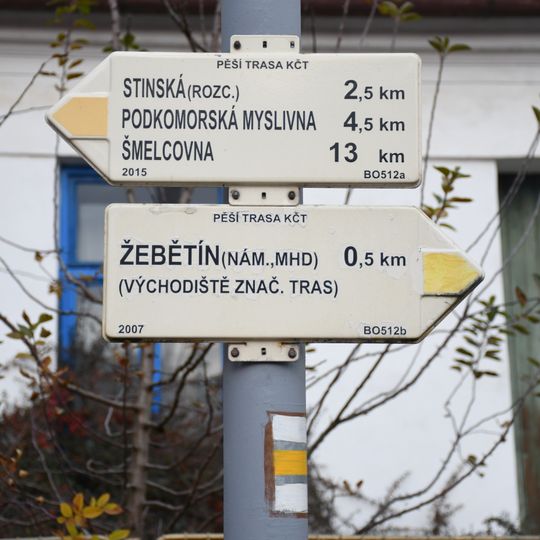 PĚŠÍ TRASA KČT
STINSKÁ (ROZC.) 2,5 km
PODKOMORSKÁ MYSLIVNA 4,5 km
ŠMELCOVNA 13 km
2015 BO512a
PĚŠÍ TRASA KČT
ŽEBĚTÍN (NÁM.,MHD) 0,5 km
(VÝCHODIŠTĚ ZNAČ. TRAS)
2007 BO512b